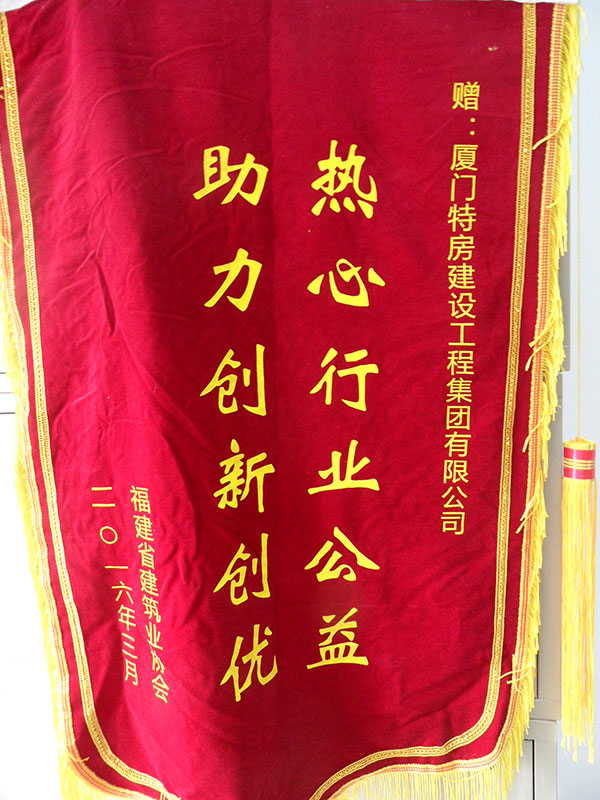 赠：厦门特房建设工程集团有限公司
热心行业公益
助力创新创优
福建省建筑业协会
二〇一六年三月